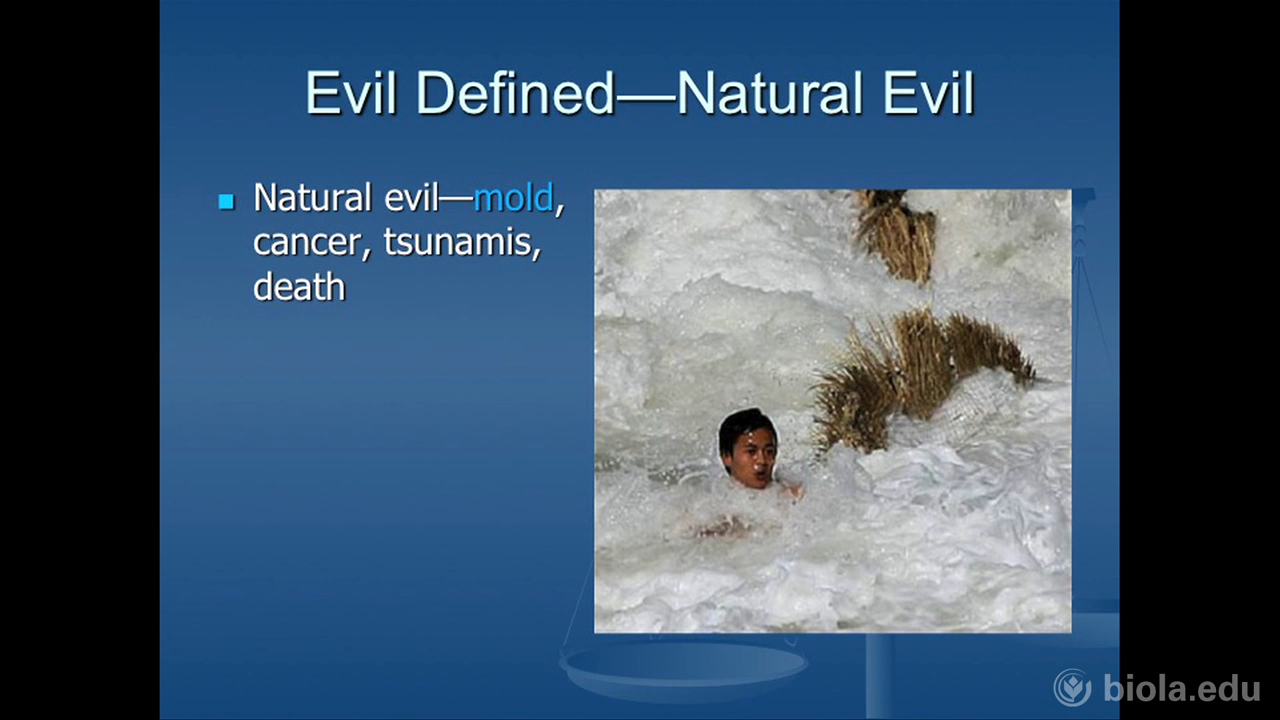 Evil Defined—Natural Evil
Natural evil—mold,
cancer, tsunamis,
death
biola.edu